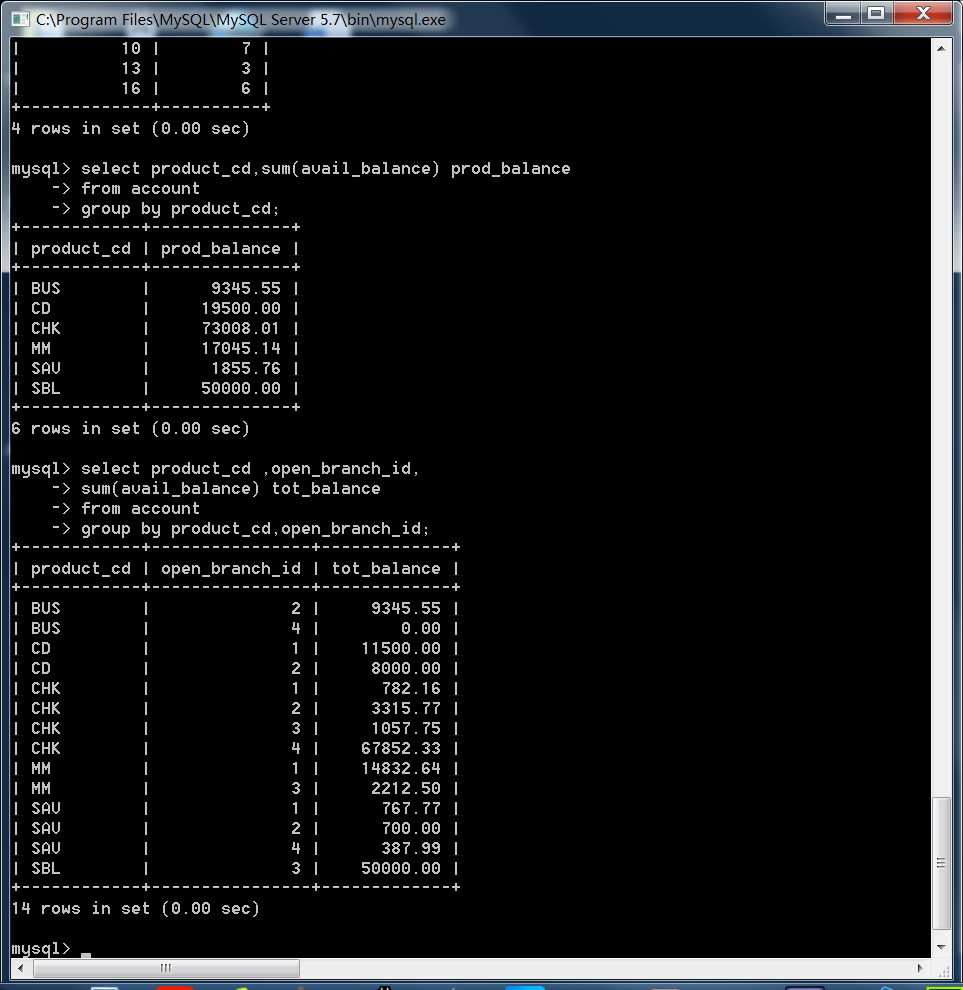 C:\Program Files\MySQL\MySQL Server 5.7\bin\mysql.exe
|          10 |        7 |
|          13 |        3 |
|          16 |        6 |
+-------------+----------+
4 rows in set (0.00 sec)
mysql> select product_cd,sum(avail_balance) prod_balance
    -> from account
    -> group by product_cd;
+------------+--------------+
| product_cd | prod_balance |
+------------+--------------+
| BUS        |      9345.55 |
| CD         |     19500.00 |
| CHK        |     73008.01 |
| MM         |     17045.14 |
| SAV        |      1855.76 |
| SBL        |     50000.00 |
+------------+--------------+
6 rows in set (0.00 sec)
mysql> select product_cd ,open_branch_id,
    -> sum(avail_balance) tot_balance
    -> from account
    -> group by product_cd,open_branch_id;
+------------+----------------+-------------+
| product_cd | open_branch_id | tot_balance |
+------------+----------------+-------------+
| BUS        |              2 |     9345.55 |
| BUS        |              4 |        0.00 |
| CD         |              1 |    11500.00 |
| CD         |              2 |     8000.00 |
| CHK        |              1 |      782.16 |
| CHK        |              2 |     3315.77 |
| CHK        |              3 |     1057.75 |
| CHK        |              4 |    67852.33 |
| MM         |              1 |    14832.64 |
| MM         |              3 |     2212.50 |
| SAV        |              1 |      767.77 |
| SAV        |              2 |      700.00 |
| SAV        |              4 |      387.99 |
| SBL        |              3 |    50000.00 |
+------------+----------------+-------------+
14 rows in set (0.00 sec)
mysql> _